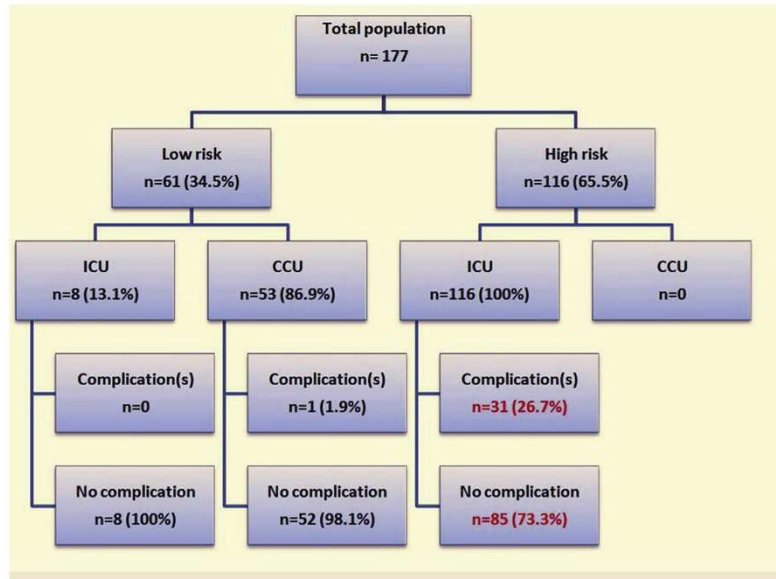 Total population
n= 177
Low risk
n=61 (34.5%)
High risk
n=116 (65.5%)
ICU
n=8 (13.1%)
CCU
n=53 (86.9%)
ICU
n=116 (100%)
CCU
n=0
Complication(s)
n=0
Complication(s)
n=1 (1.9%)
Complication(s)
n=31 (26.7%)
No complication
n=8 (100%)
No complication
n=52 (98.1%)
No complication
n=85 (73.3%)